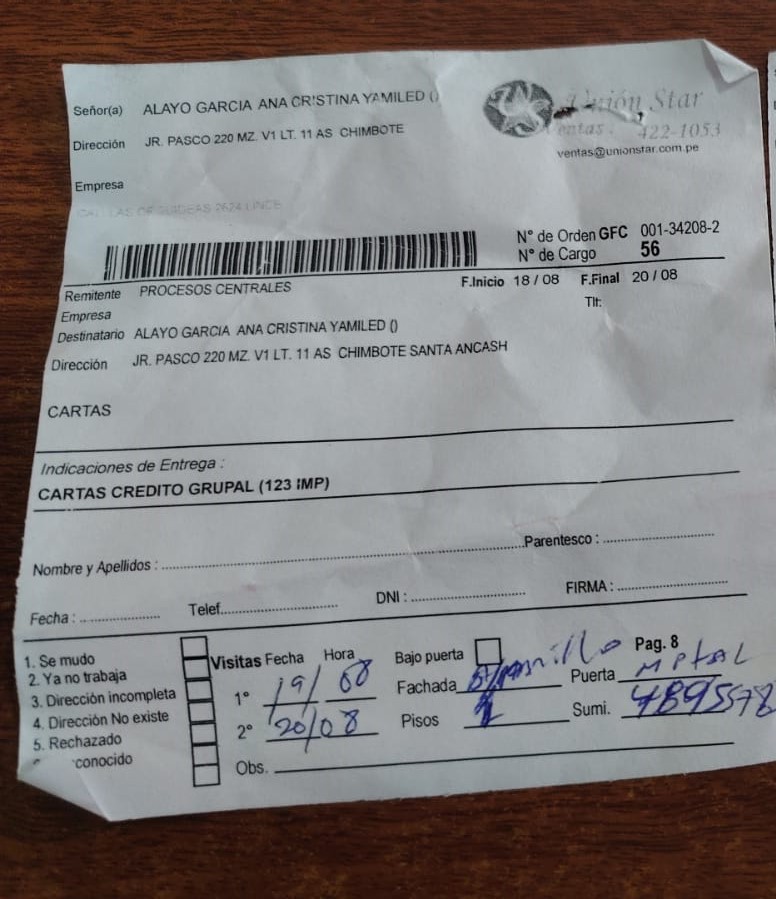 Señor(a) ALAYO GARCIA ANA CRISTINA YAMILED ()
Dirección JR. PASCO 220 MZ. V1 LT. 11 AS CHIMBOTE
Empresa
Unión Star
Ventas: 422-1053
ventas@unionstar.com.pe
N° de Orden GFC 001-34208-2
N° de Cargo 56
Remitente PROCESOS CENTRALES
F.Inicio 18 / 08 F.Final 20 / 08
Empresa
Tlf:
Destinatario ALAYO GARCIA ANA CRISTINA YAMILED ()
Dirección JR. PASCO 220 MZ. V1 LT. 11 AS CHIMBOTE SANTA ANCASH
CARTAS
Indicaciones de Entrega :
CARTAS CREDITO GRUPAL (123 IMP)
Nombre y Apellidos : Parentesco :
Fecha : Telef. DNI : FIRMA :
Pag. 8
1. Se mudo
2. Ya no trabaja
3. Dirección incompleta
4. Dirección No existe
5. Rechazado
conocido
Visitas Fecha Hora
1° 19/08
2° 20/08
Bajo puerta
Fachada Puerta Metal
Pisos 1 Sumi. 4895578
Obs.